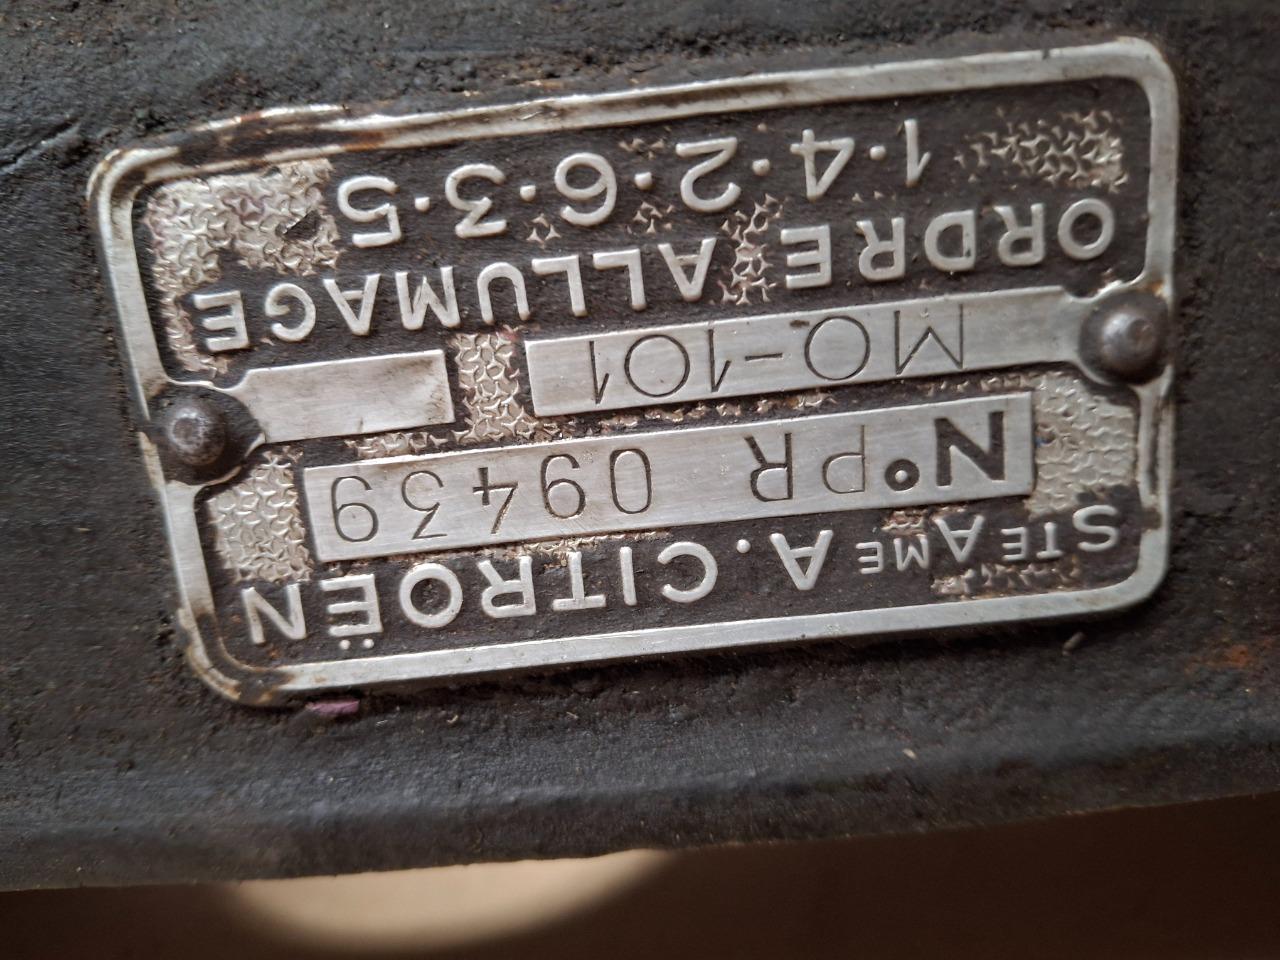 STE AME A. CITROËN
N° PR 09439
MO-101
ORDRE ALLUMAGE
1·4·2·6·3·5